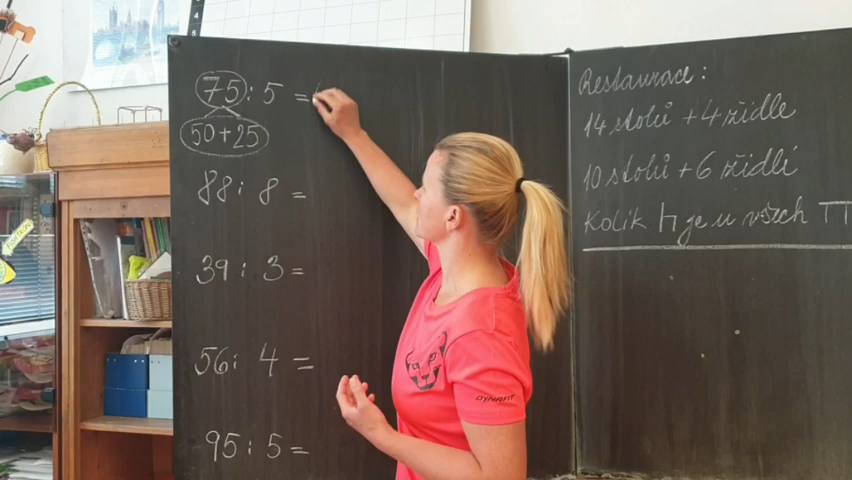 75 : 5 =
50+25
88 : 8 =
39 : 3 =
56 : 4 =
95 : 5 =
Restaurace :
14 stolů + 4 židle
10 stolů + 6 židlí
Kolik je u všech
DYNAFIT